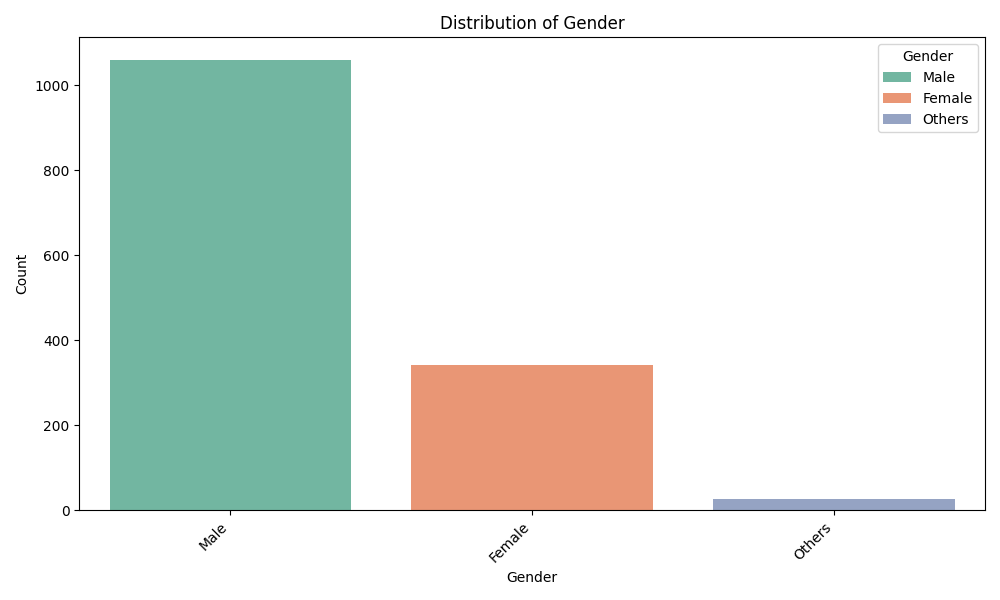 Distribution of Gender
Gender
Male
Female
Others
Count
1000
800
600
400
200
0
Male
Female
Others
Gender